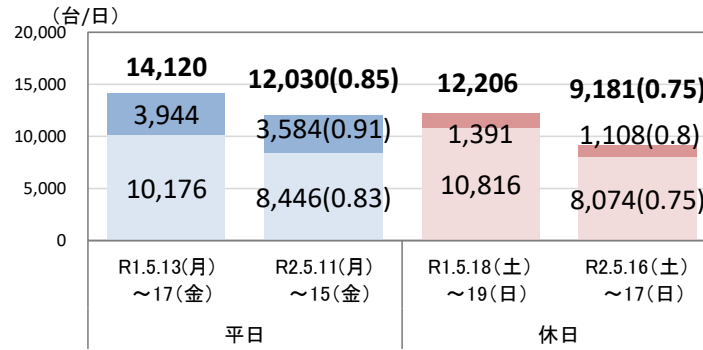 （台/日）
20,000
15,000
10,000
5,000
0
14,120
3,944
10,176
12,030(0.85)
3,584(0.91)
8,446(0.83)
12,206
1,391
10,816
9,181(0.75)
1,108(0.8)
8,074(0.75)
R1.5.13(月)
～17(金)
R2.5.11(月)
～15(金)
R1.5.18(土)
～19(日)
R2.5.16(土)
～17(日)
平日
休日